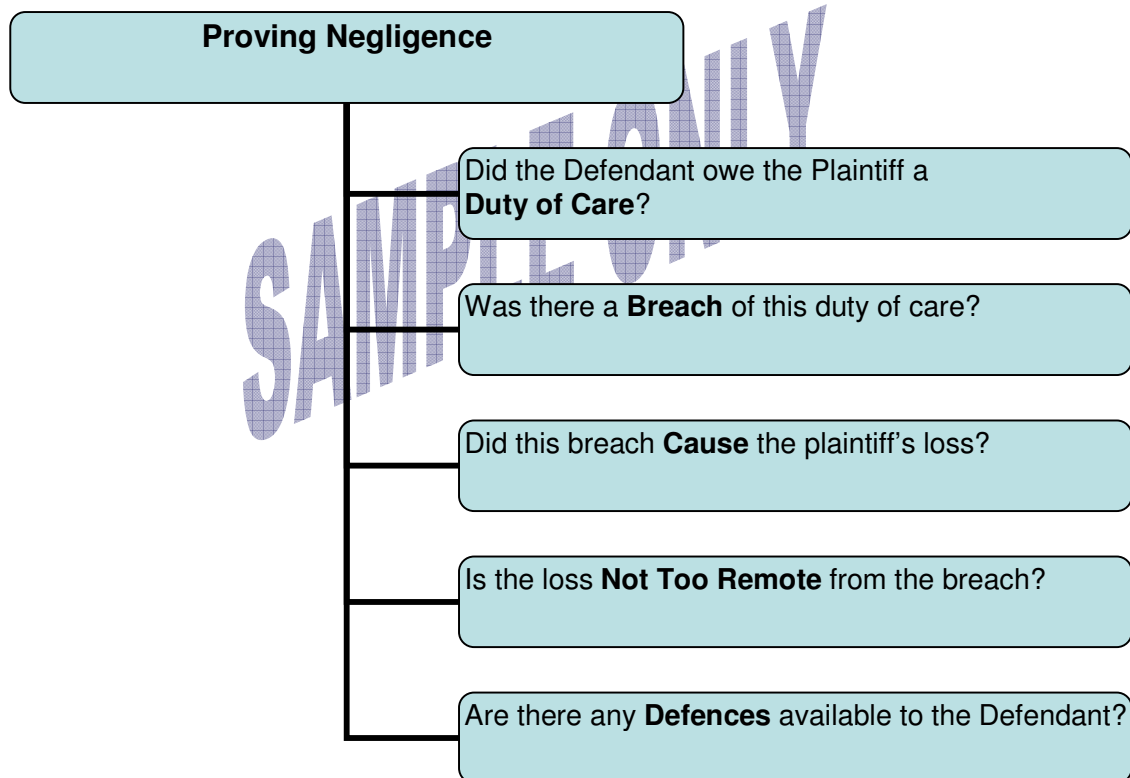 Proving Negligence
SAMPLE ONLY
Did the Defendant owe the Plaintiff a
Duty of Care?
Was there a Breach of this duty of care?
Did this breach Cause the plaintiff's loss?
Is the loss Not Too Remote from the breach?
Are there any Defences available to the Defendant?